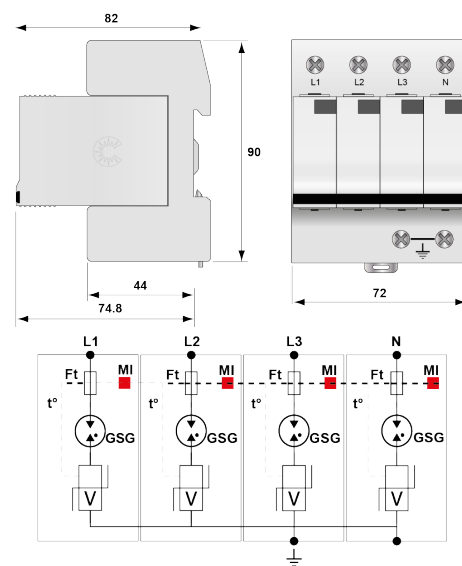 82
L1 L2 L3 N
90
44
74.8
72
L1 L2 L3 N
Ft MI Ft MI Ft MI Ft MI
t° t° t° t°
GSG GSG GSG GSG
V V V V